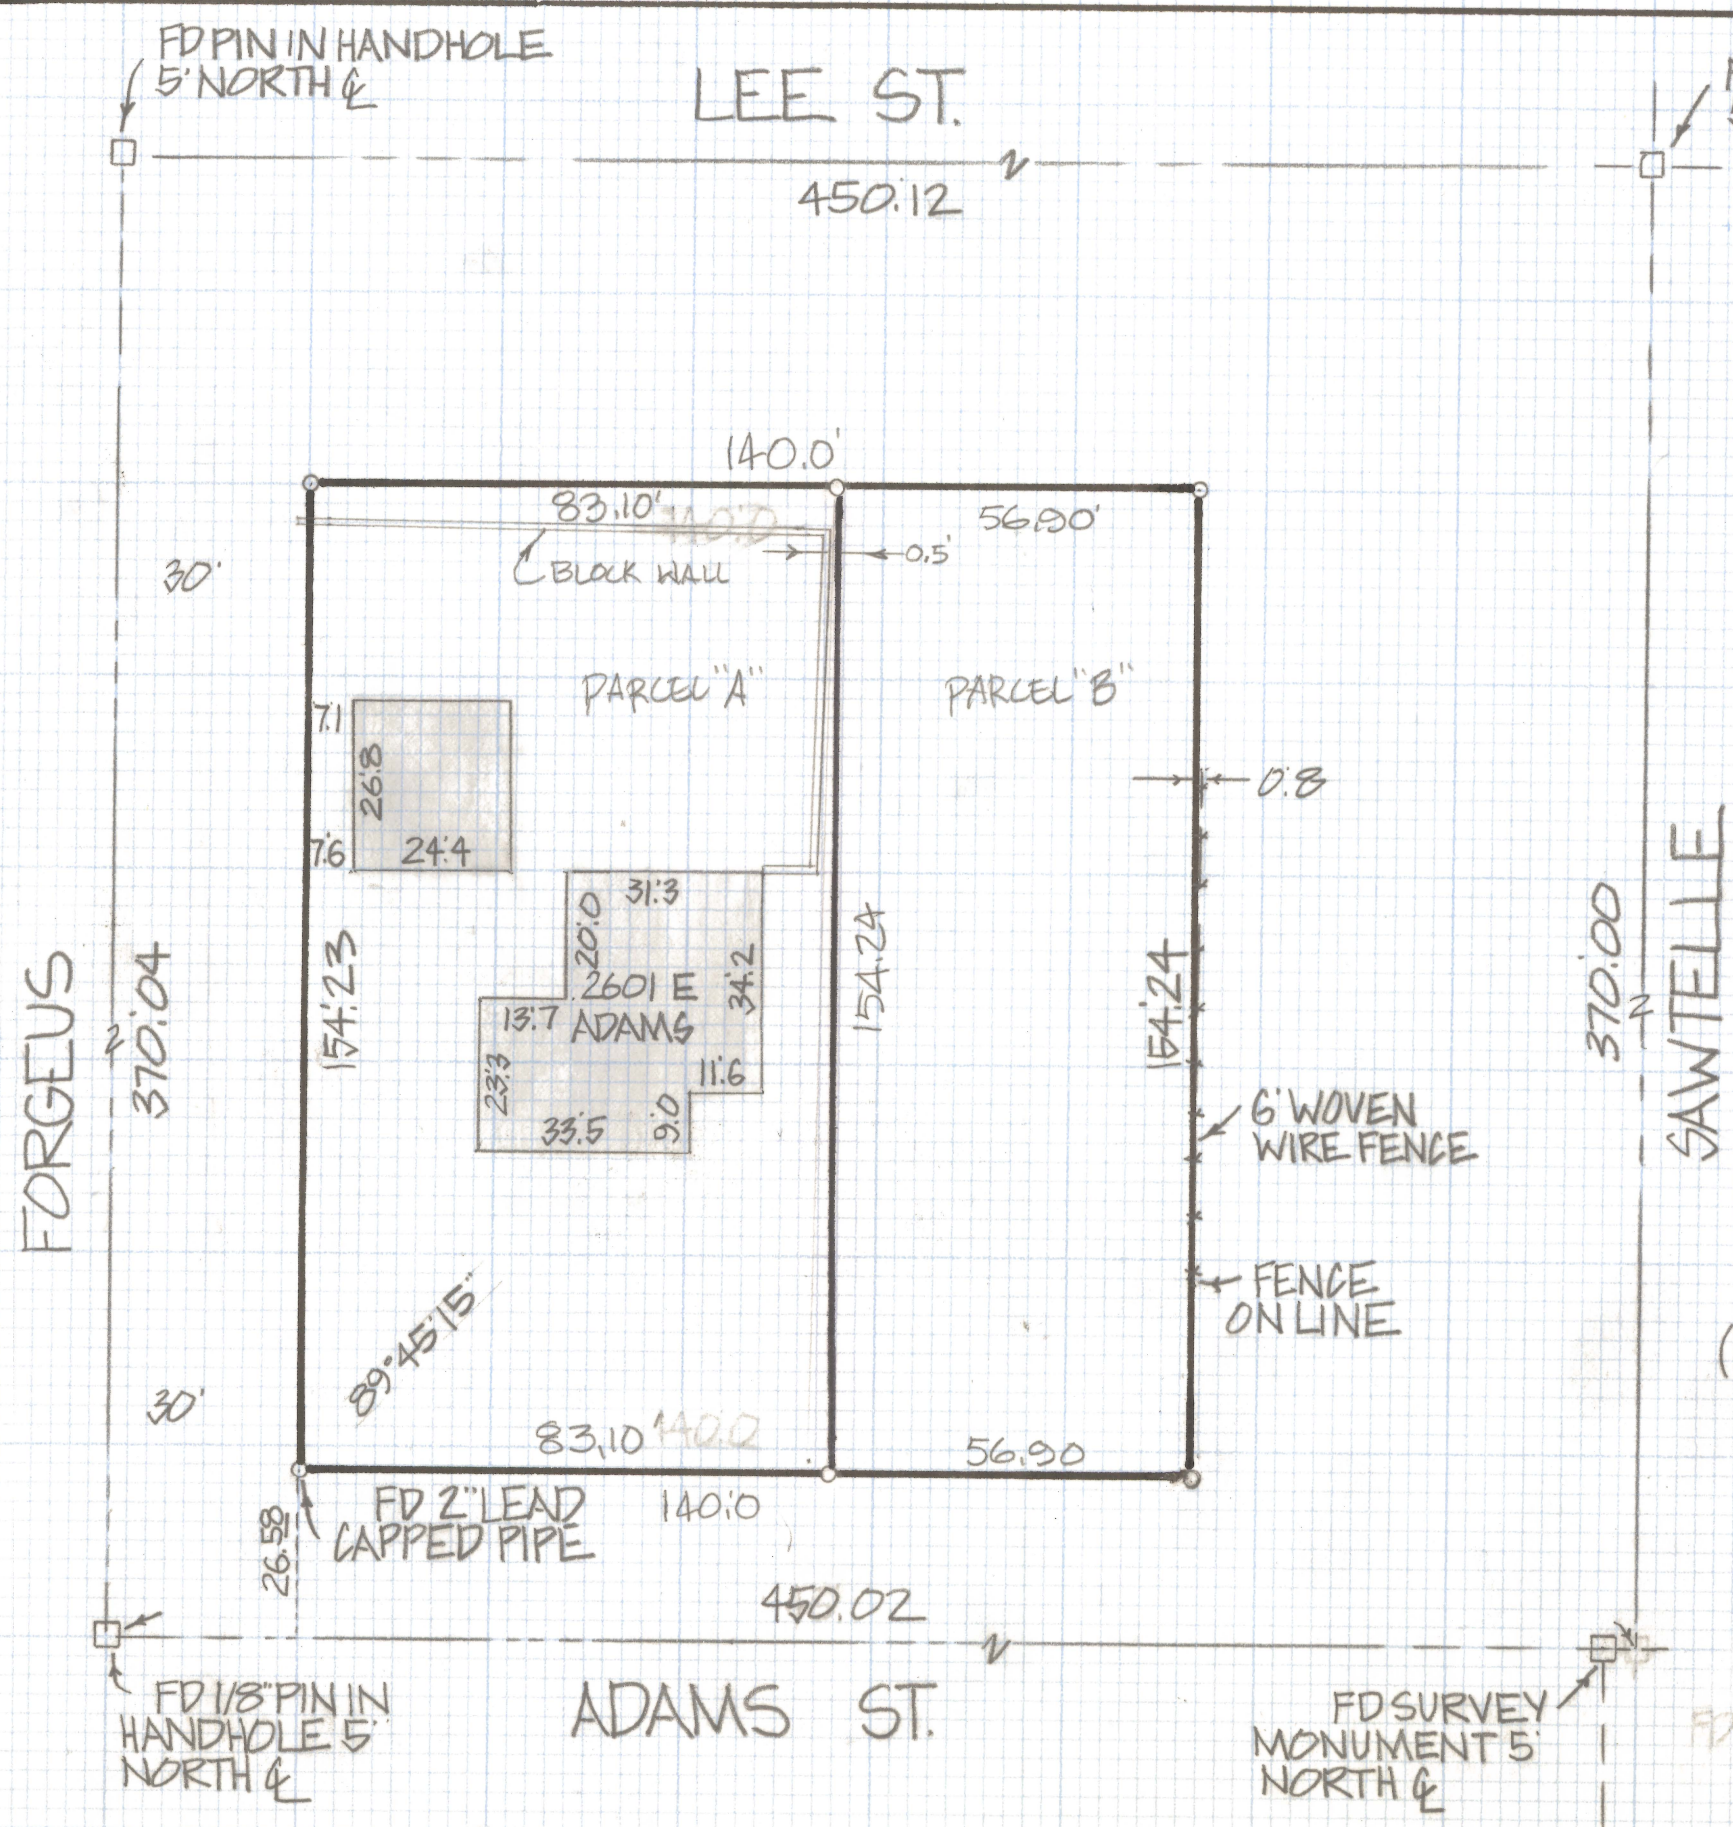 FD PIN IN HANDHOLE
5' NORTH ℄
LEE ST.
450.12
140.0'
83.10'
140.0
56.90'
BLOCK WALL
0.5'
30'
PARCEL "A"
PARCEL "B"
7.1
26.8
7.6
24.4
0.8
31.3
20.0
34.2
2601 E
ADAMS
13.7
23.3
11.6
33.5
9.0
FORGEUS
370.04
154.23
154.24
154.24
370.00
SAWTELLE
6' WOVEN
WIRE FENCE
FENCE
ON LINE
89°45'15"
30'
83.10'
140.0
56.90
FD 2" LEAD
CAPPED PIPE
140.0
26.58
450.02
FD 1/8" PIN IN
HANDHOLE 5'
NORTH ℄
ADAMS ST.
FD SURVEY
MONUMENT 5'
NORTH ℄
FD